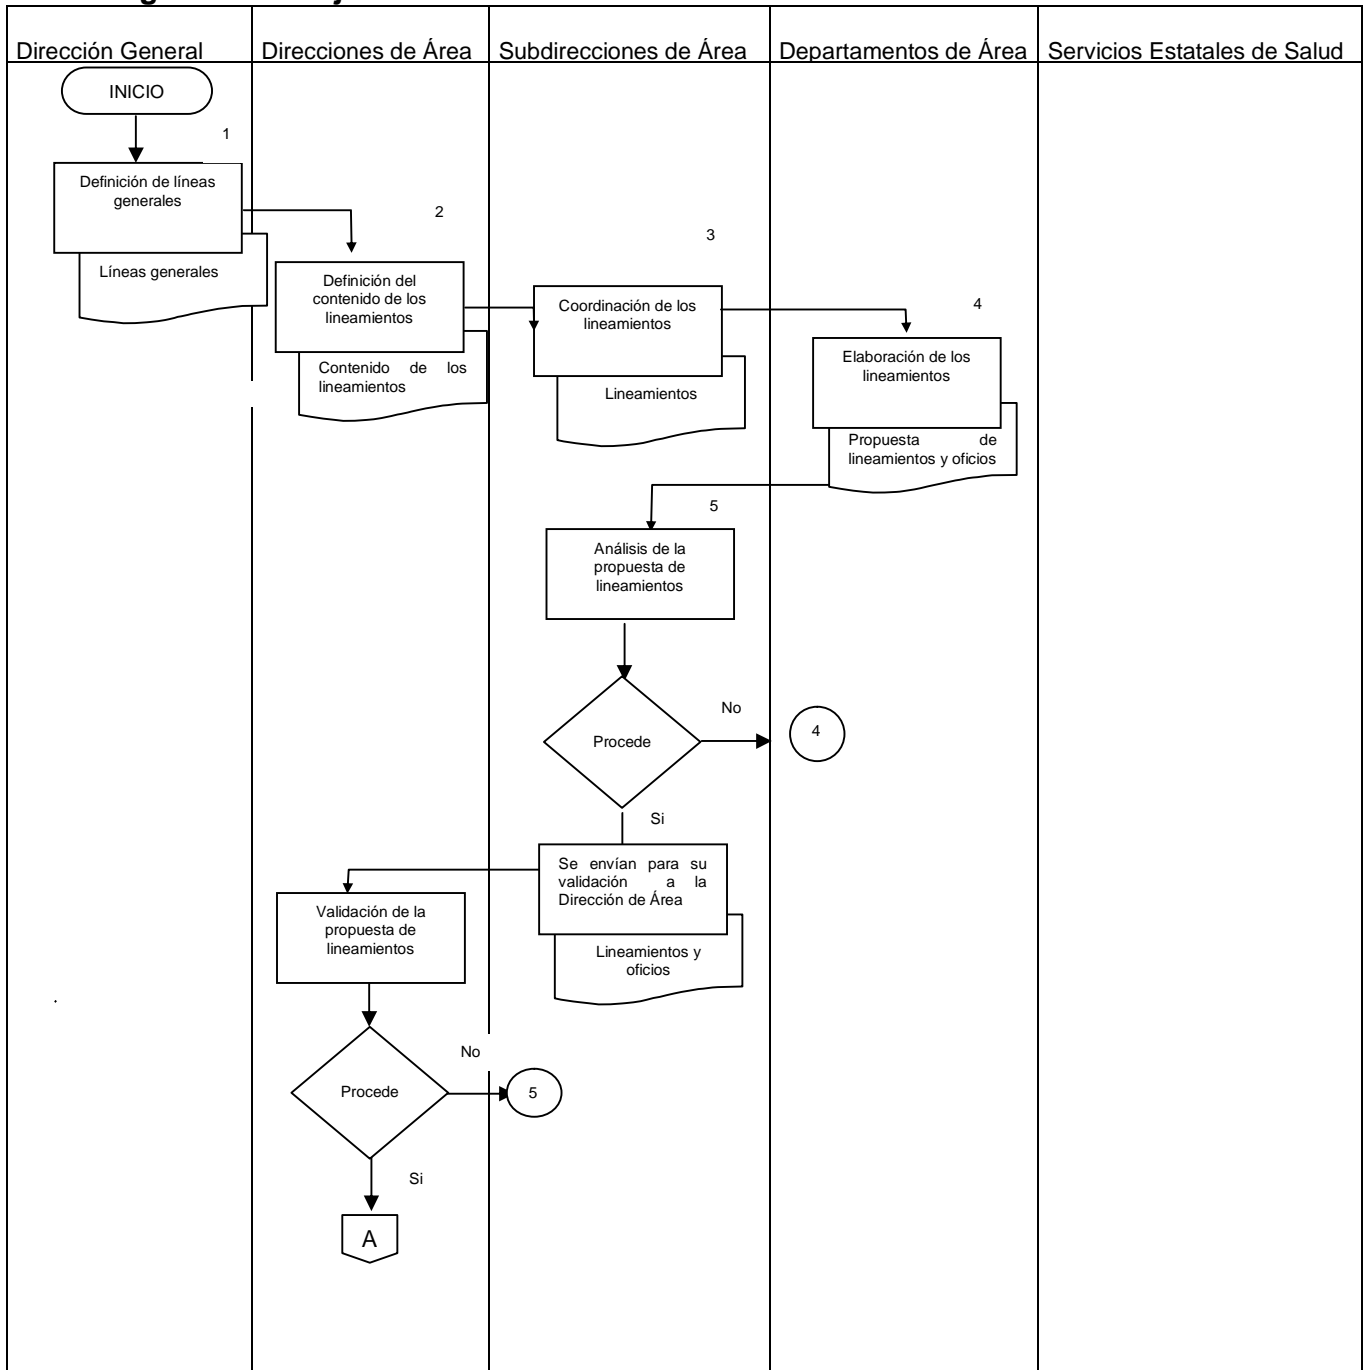 Dirección General
Direcciones de Área
Subdirecciones de Área
Departamentos de Área
Servicios Estatales de Salud
INICIO
1
Definición de líneas
generales
Líneas generales
2
Definición del
contenido de los
lineamientos
Contenido de los
lineamientos
3
Coordinación de los
lineamientos
Lineamientos
4
Elaboración de los
lineamientos
Propuesta de
lineamientos y oficios
5
Análisis de la
propuesta de
lineamientos
Procede
No
4
Si
Se envían para su
validación a la
Dirección de Área
Lineamientos y
oficios
Validación de la
propuesta de
lineamientos
Procede
No
5
Si
A